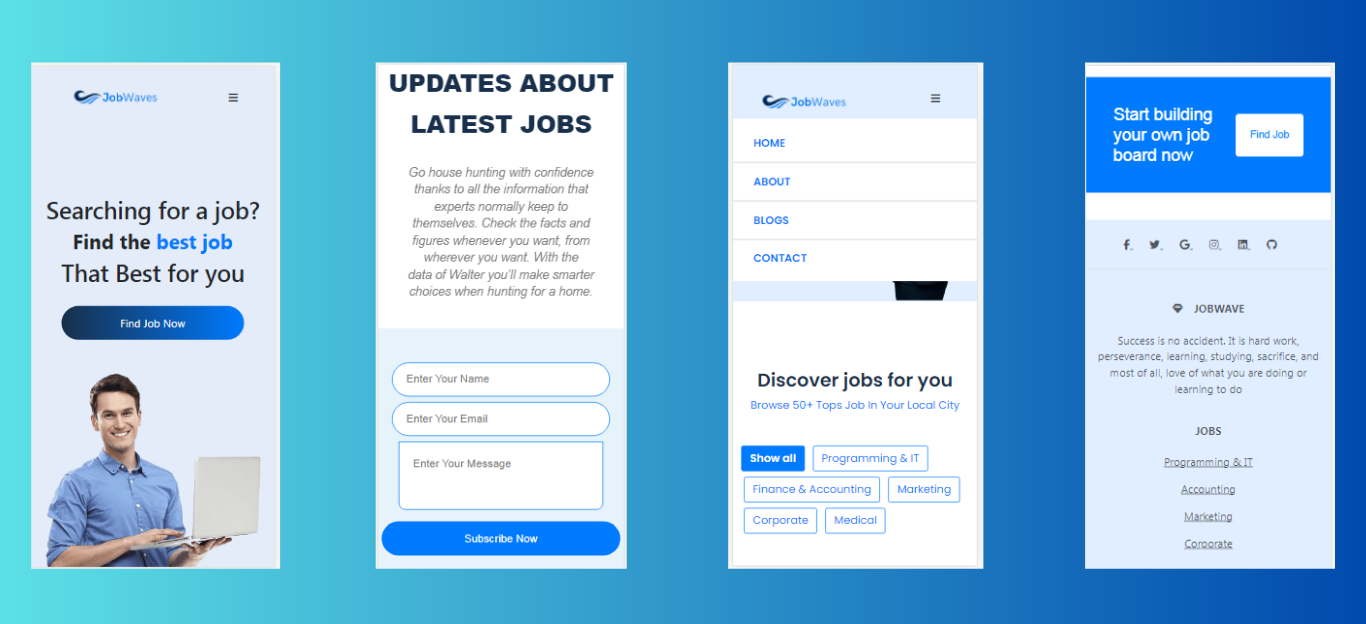 JobWaves
Searching for a job?
Find the best job
That Best for you
Find Job Now
UPDATES ABOUT
LATEST JOBS
Go house hunting with confidence
thanks to all the information that
experts normally keep to
themselves. Check the facts and
figures whenever you want, from
wherever you want. With the
data of Walter you'll make smarter
choices when hunting for a home.
Enter Your Name
Enter Your Email
Enter Your Message
Subscribe Now
JobWaves
HOME
ABOUT
BLOGS
CONTACT
Discover jobs for you
Browse 50+ Tops Job In Your Local City
Show all
Programming & IT
Finance & Accounting
Marketing
Corporate
Medical
Start building
your own job
board now
Find Job
JOBWAVE
Success is no accident. It is hard work,
perseverance, learning, studying, sacrifice, and
most of all, love of what you are doing or
learning to do
JOBS
Programming & IT
Accounting
Marketing
Corporate